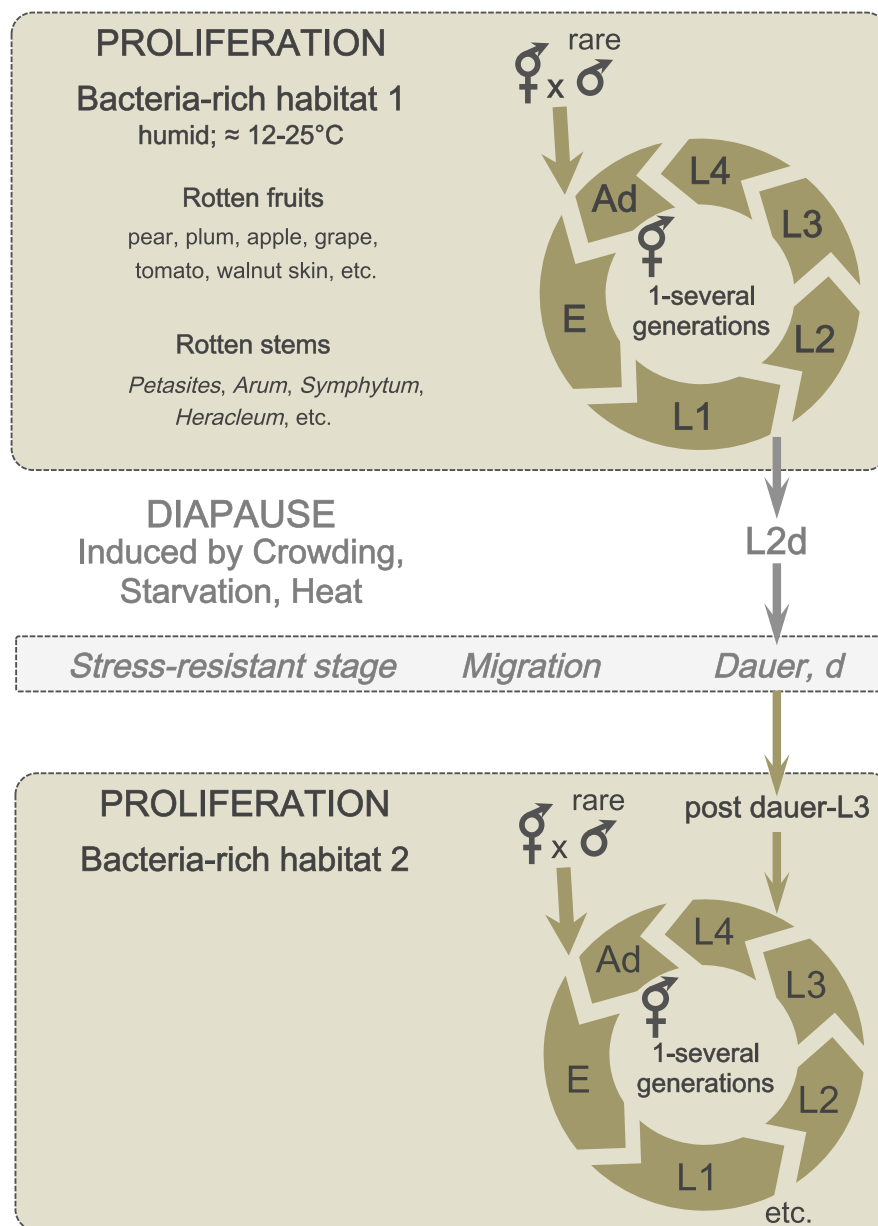 PROLIFERATION
Bacteria-rich habitat 1
humid; ≈ 12-25°C
Rotten fruits
pear, plum, apple, grape,
tomato, walnut skin, etc.
Rotten stems
Petasites, Arum, Symphytum,
Heracleum, etc.
rare
x
Ad
L4
L3
L2
L1
E
1-several
generations
DIAPAUSE
Induced by Crowding,
Starvation, Heat
L2d
Stress-resistant stage Migration Dauer, d
PROLIFERATION
Bacteria-rich habitat 2
rare
x
post dauer-L3
Ad
L4
L3
L2
L1
E
1-several
generations
etc.